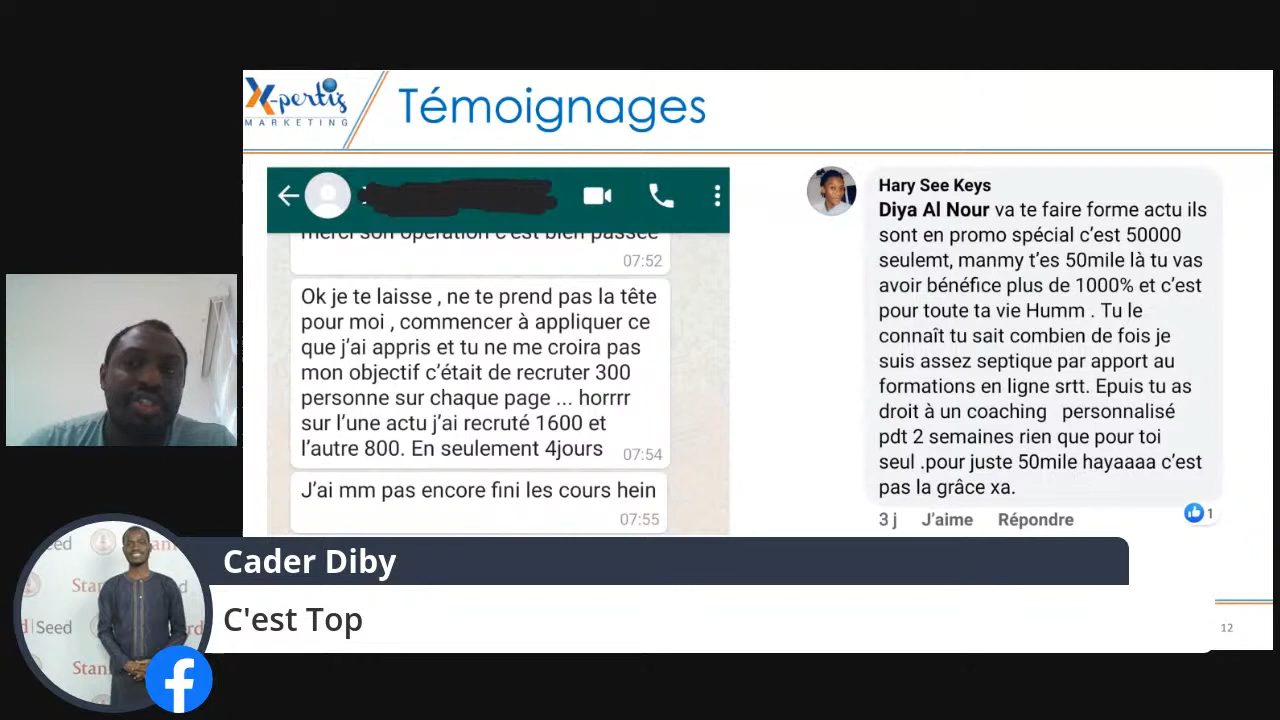 X-pertiz
MARKETING
Témoignages
merci son opération c'est bien passée
07:52
Ok je te laisse , ne te prend pas la tête
pour moi , commencer à appliquer ce
que j'ai appris et tu ne me croira pas
mon objectif c'était de recruter 300
personne sur chaque page ... horrrr
sur l'une actu j'ai recruté 1600 et
l'autre 800. En seulement 4jours
07:54
J'ai mm pas encore fini les cours hein
07:55
Hary See Keys
Diya Al Nour va te faire forme actu ils
sont en promo spécial c'est 50000
seulemt, manmy t'es 50mile là tu vas
avoir bénéfice plus de 1000% et c'est
pour toute ta vie Humm . Tu le
connaît tu sait combien de fois je
suis assez septique par apport au
formations en ligne srtt. Epuis tu as
droit à un coaching personnalisé
pdt 2 semaines rien que pour toi
seul .pour juste 50mile hayaaaa c'est
pas la grâce xa.
3 j J'aime Répondre
1
Cader Diby
C'est Top
12